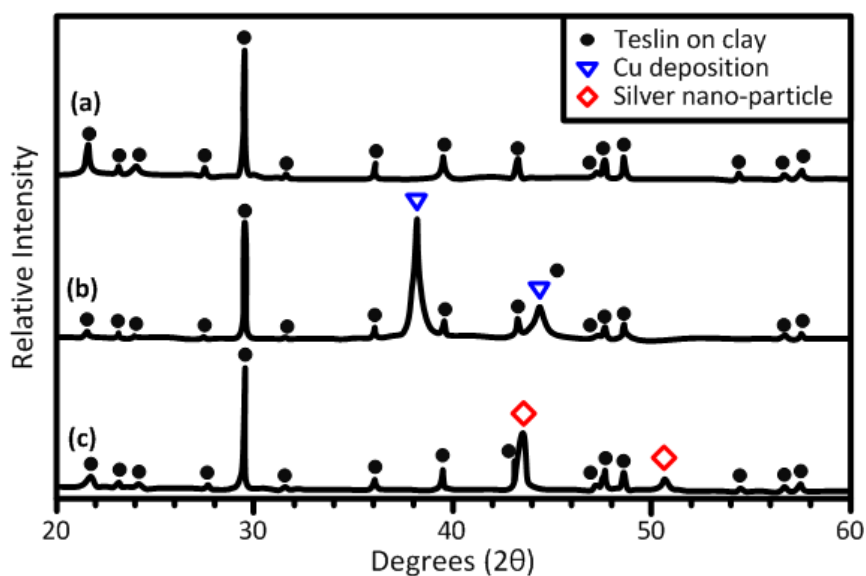 Teslin on clay
Cu deposition
Silver nano-particle
(a)
(b)
(c)
Relative Intensity
20 30 40 50 60
Degrees (2θ)